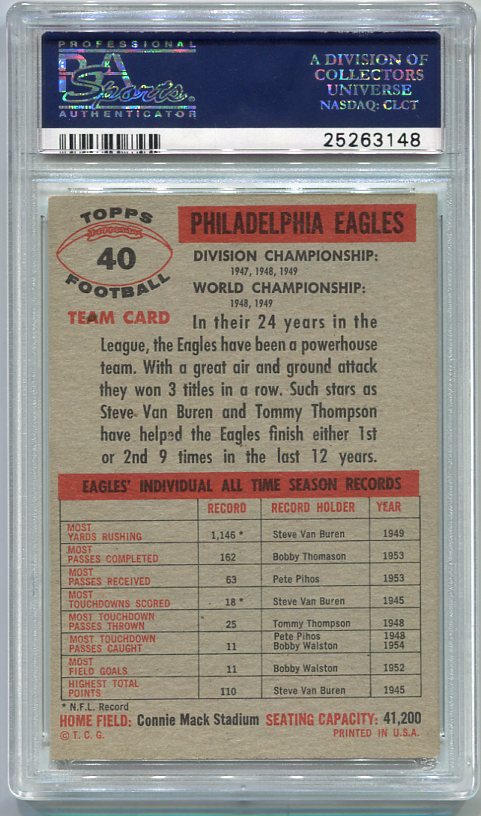 PROFESSIONAL
PSA
Sports
AUTHENTICATOR
A DIVISION OF
COLLECTORS
UNIVERSE
NASDAQ: CLCT
25263148
TOPPS
40
FOOTBALL
TEAM CARD
PHILADELPHIA EAGLES
DIVISION CHAMPIONSHIP:
1947, 1948, 1949
WORLD CHAMPIONSHIP:
1948, 1949
In their 24 years in the
League, the Eagles have been a powerhouse
team. With a great air and ground attack
they won 3 titles in a row. Such stars as
Steve Van Buren and Tommy Thompson
have helped the Eagles finish either 1st
or 2nd 9 times in the last 12 years.
EAGLES' INDIVIDUAL ALL TIME SEASON RECORDS
RECORD RECORD HOLDER YEAR
MOST
YARDS RUSHING 1,146 * Steve Van Buren 1949
MOST
PASSES COMPLETED 162 Bobby Thomason 1953
MOST
PASSES RECEIVED 63 Pete Pihos 1953
MOST
TOUCHDOWNS SCORED 18 * Steve Van Buren 1945
MOST TOUCHDOWN
PASSES THROWN 25 Tommy Thompson 1948
MOST TOUCHDOWN Pete Pihos 1948
PASSES CAUGHT 11 Bobby Walston 1954
MOST
FIELD GOALS 11 Bobby Walston 1952
HIGHEST TOTAL
POINTS 110 Steve Van Buren 1945
* N.F.L. Record
HOME FIELD: Connie Mack Stadium SEATING CAPACITY: 41,200
© T. C. G. PRINTED IN U.S.A.